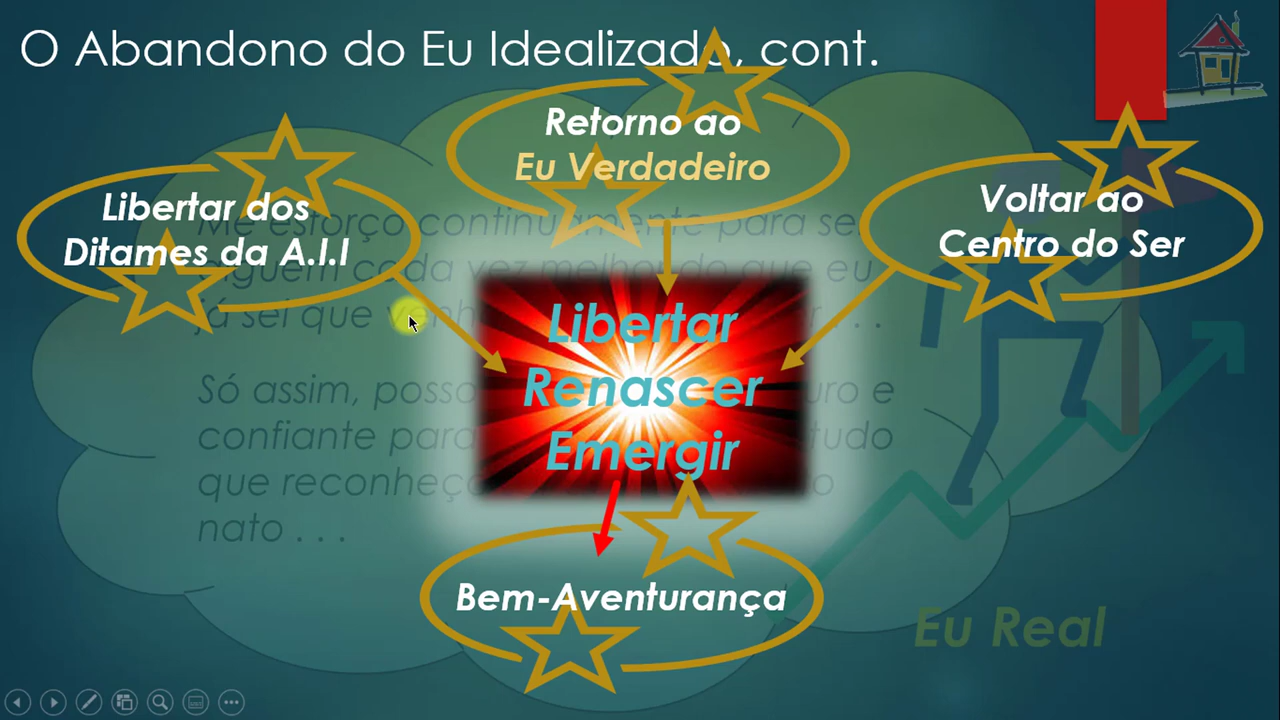 O Abandono do Eu Idealizado, cont.
Retorno ao
Eu Verdadeiro
Libertar dos
Ditames da A.I.I
Voltar ao
Centro do Ser
Me esforço continuamente para se
alguém cada vez melhor do que eu
já sei que
Libertar
Renascer
Emergir
Só assim, posso
e
confiante para
tudo
que reconheço
nato . . .
Bem-Aventurança
Eu Real